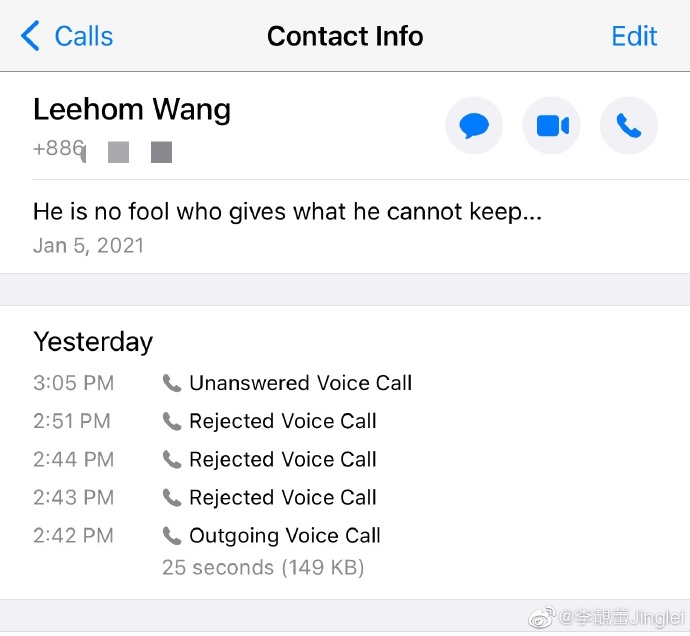 Calls
Contact Info
Edit
Leehom Wang
+886
He is no fool who gives what he cannot keep...
Jan 5, 2021
Yesterday
3:05 PM Unanswered Voice Call
2:51 PM Rejected Voice Call
2:44 PM Rejected Voice Call
2:43 PM Rejected Voice Call
2:42 PM Outgoing Voice Call
25 seconds (149 KB)
@李靚蕾Jinglei